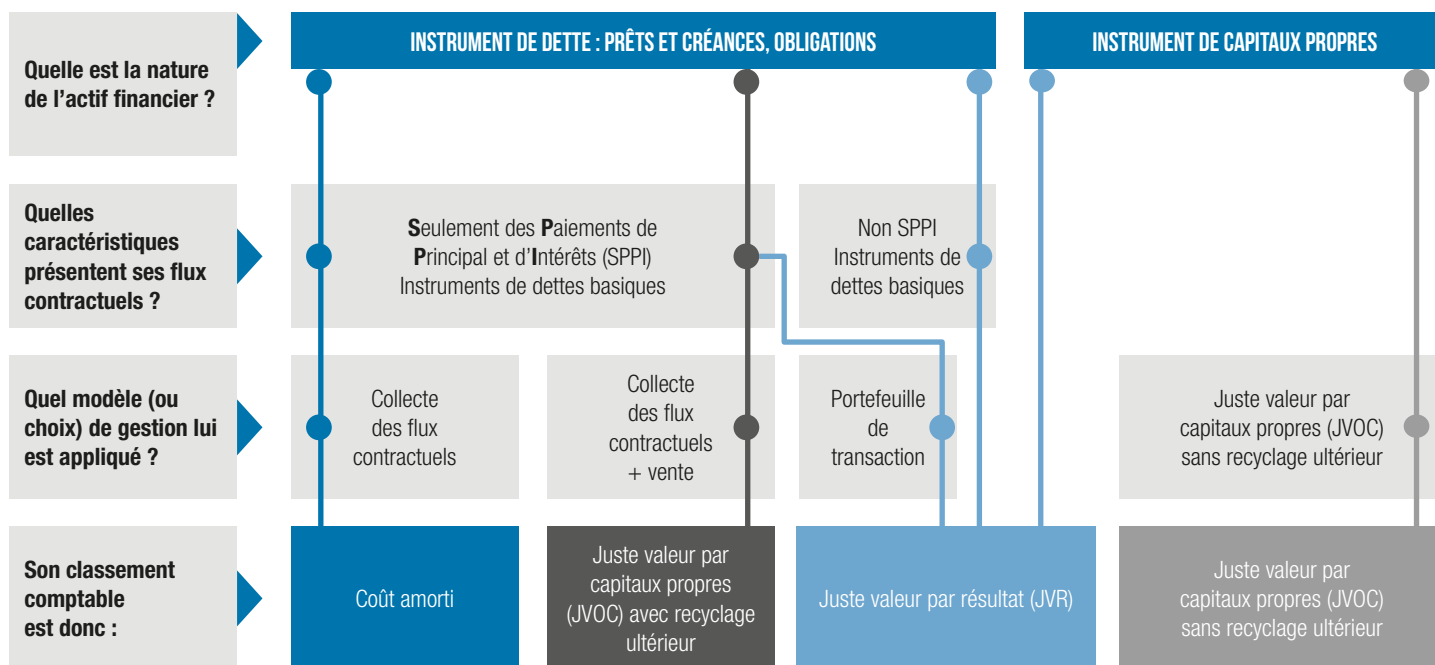 Quelle est la nature
de l’actif financier ?
INSTRUMENT DE DETTE : PRÊTS ET CRÉANCES, OBLIGATIONS
INSTRUMENT DE CAPITAUX PROPRES
Quelles
caractéristiques
présentent ses flux
contractuels ?
Seulement des Paiements de
Principal et d’Intérêts (SPPI)
Instruments de dettes basiques
Non SPPI
Instruments de
dettes basiques
Quel modèle (ou
choix) de gestion lui
est appliqué ?
Collecte
des flux
contractuels
Collecte
des flux
contractuels
+ vente
Portefeuille
de
transaction
Juste valeur par
capitaux propres (JVOC)
sans recyclage ultérieur
Son classement
comptable
est donc :
Coût amorti
Juste valeur par
capitaux propres
(JVOC) avec recyclage
ultérieur
Juste valeur par résultat (JVR)
Juste valeur par
capitaux propres (JVOC)
sans recyclage ultérieur